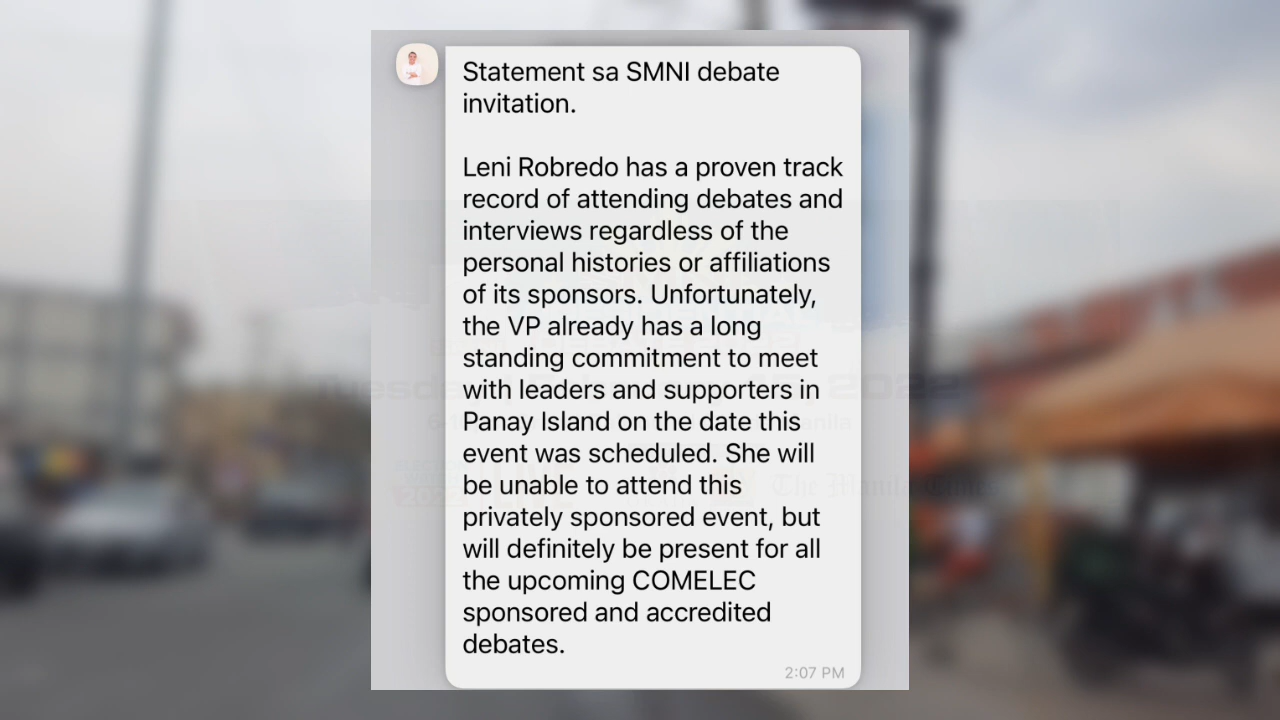 Statement sa SMNI debate
invitation.
Leni Robredo has a proven track
record of attending debates and
interviews regardless of the
personal histories or affiliations
of its sponsors. Unfortunately,
the VP already has a long
standing commitment to meet
with leaders and supporters in
Panay Island on the date this
event was scheduled. She will
be unable to attend this
privately sponsored event, but
will definitely be present for all
the upcoming COMELEC
sponsored and accredited
debates.
2:07 PM
2022
The Manila Times